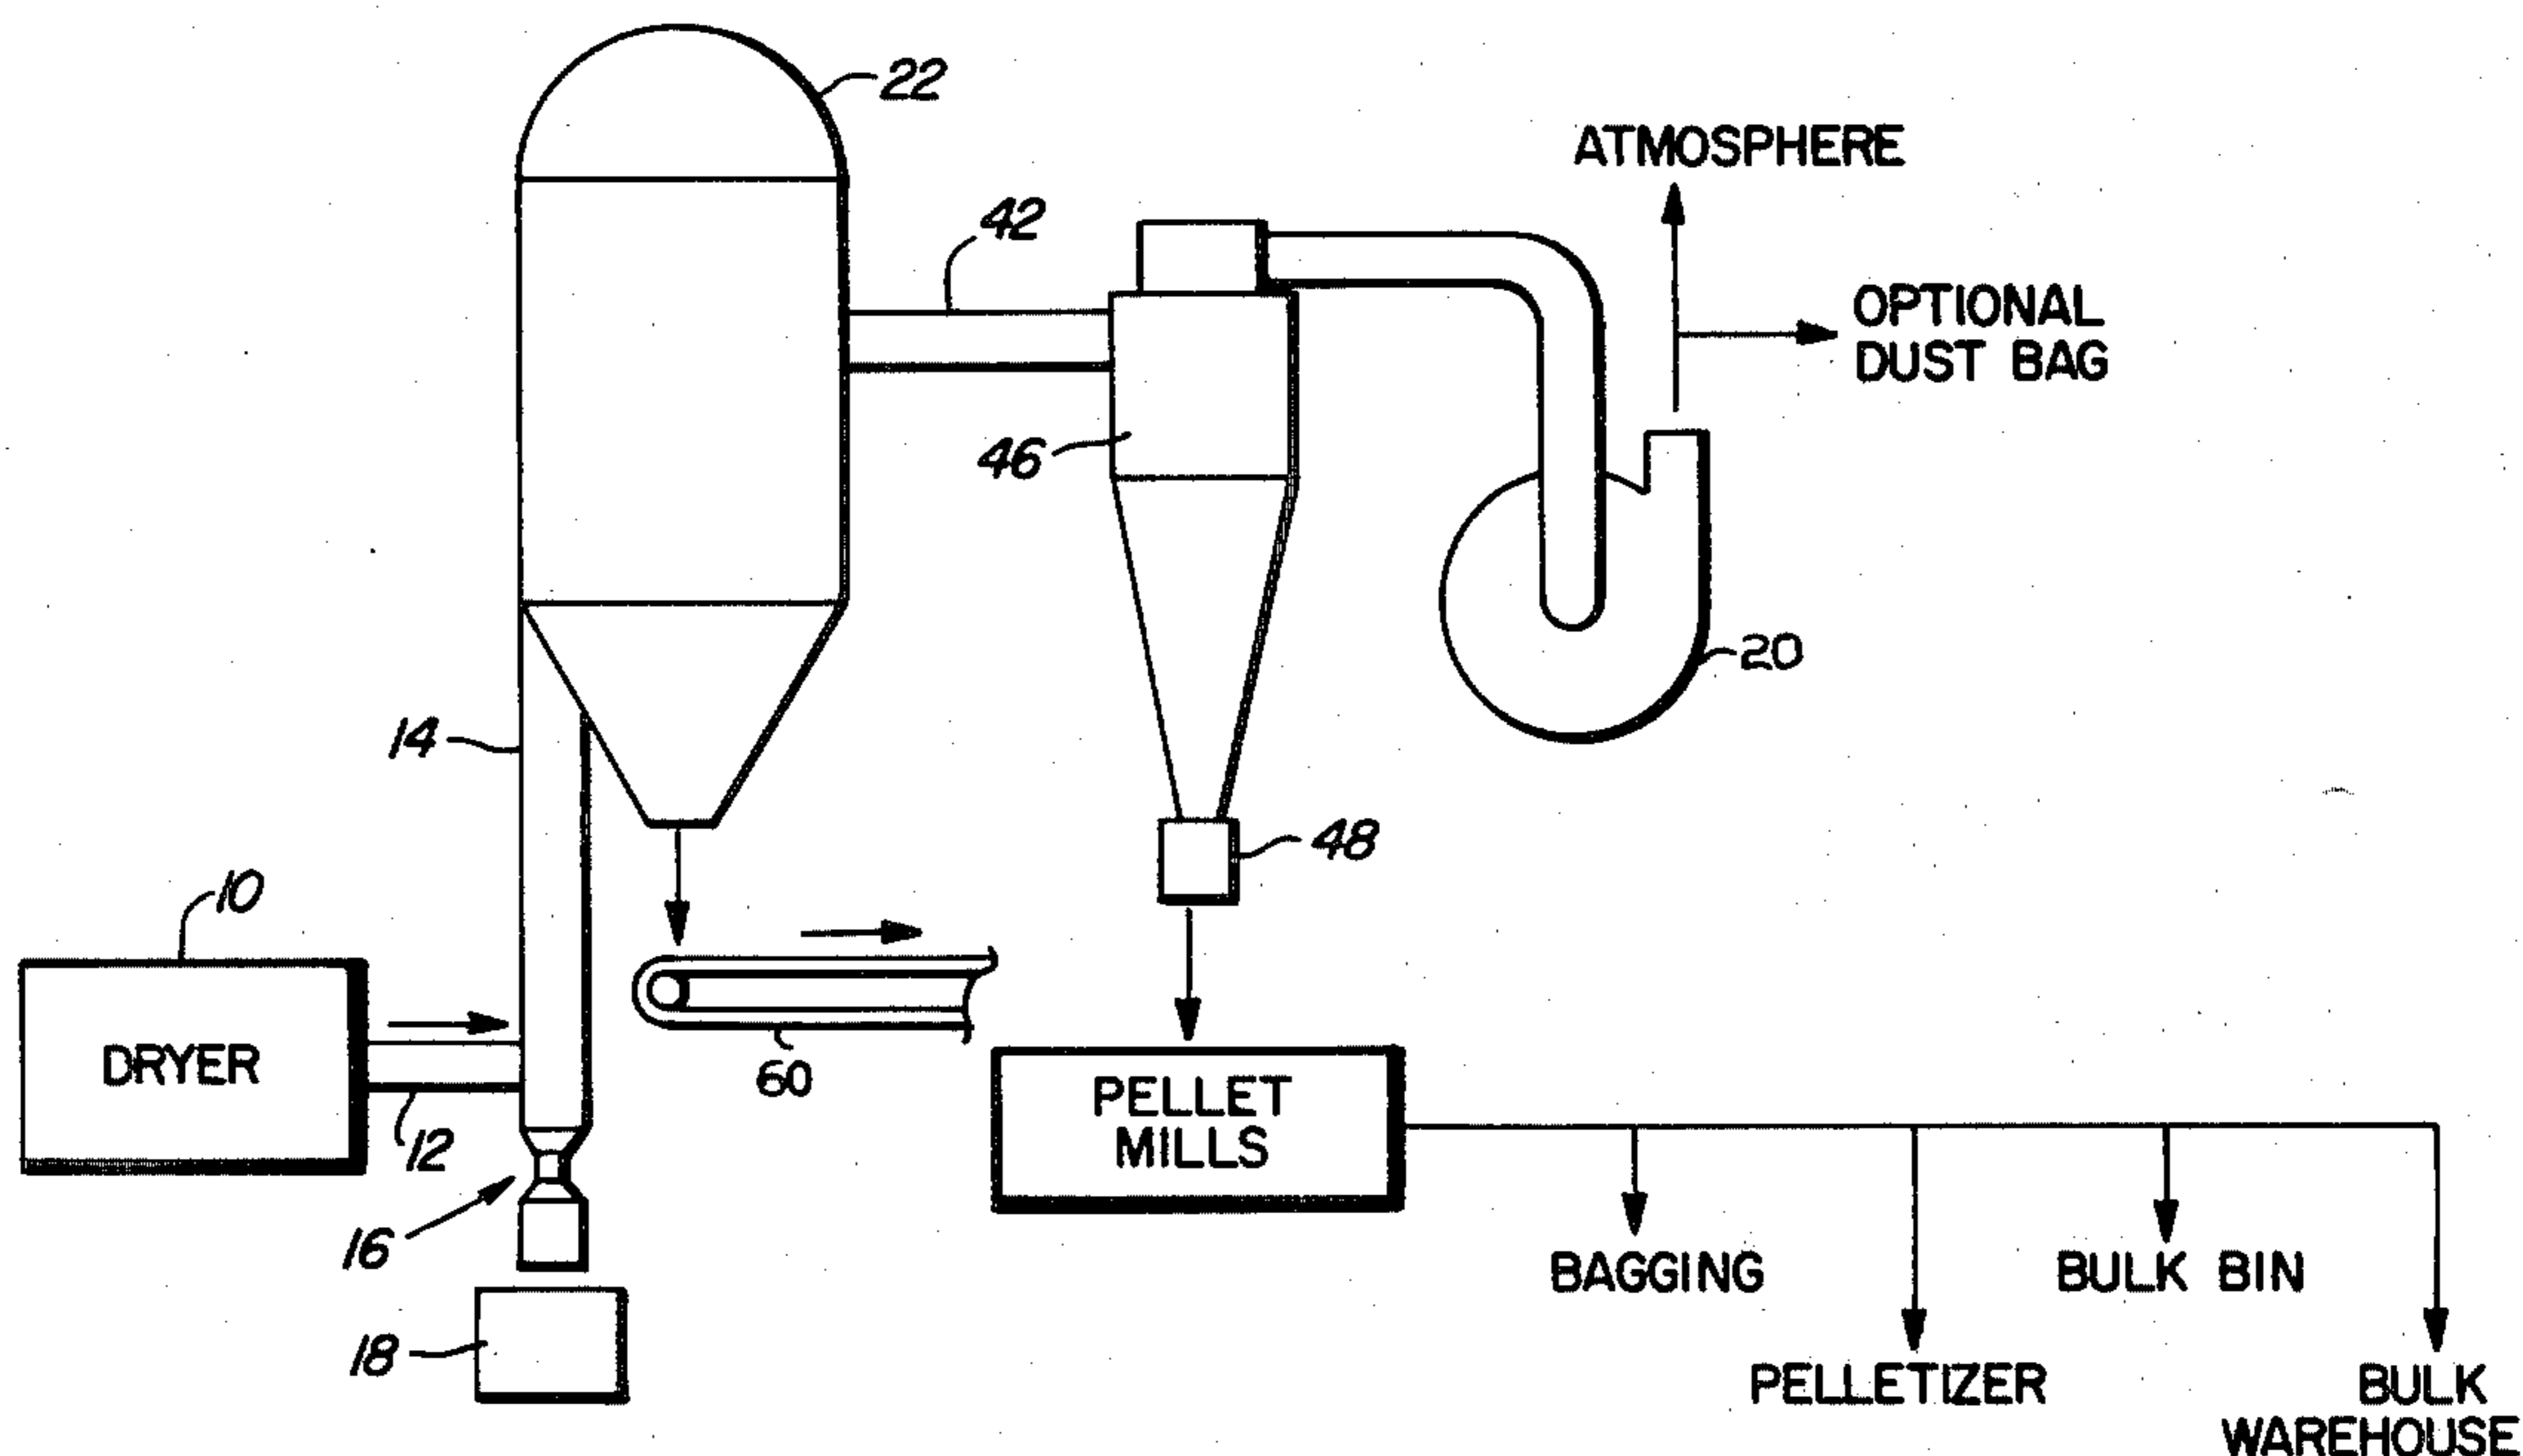 22
ATMOSPHERE
42
OPTIONAL
DUST BAG
46
20
14
48
10
DRYER
60
PELLET
MILLS
12
16
BAGGING
BULK BIN
18
PELLETIZER
BULK
WAREHOUSE